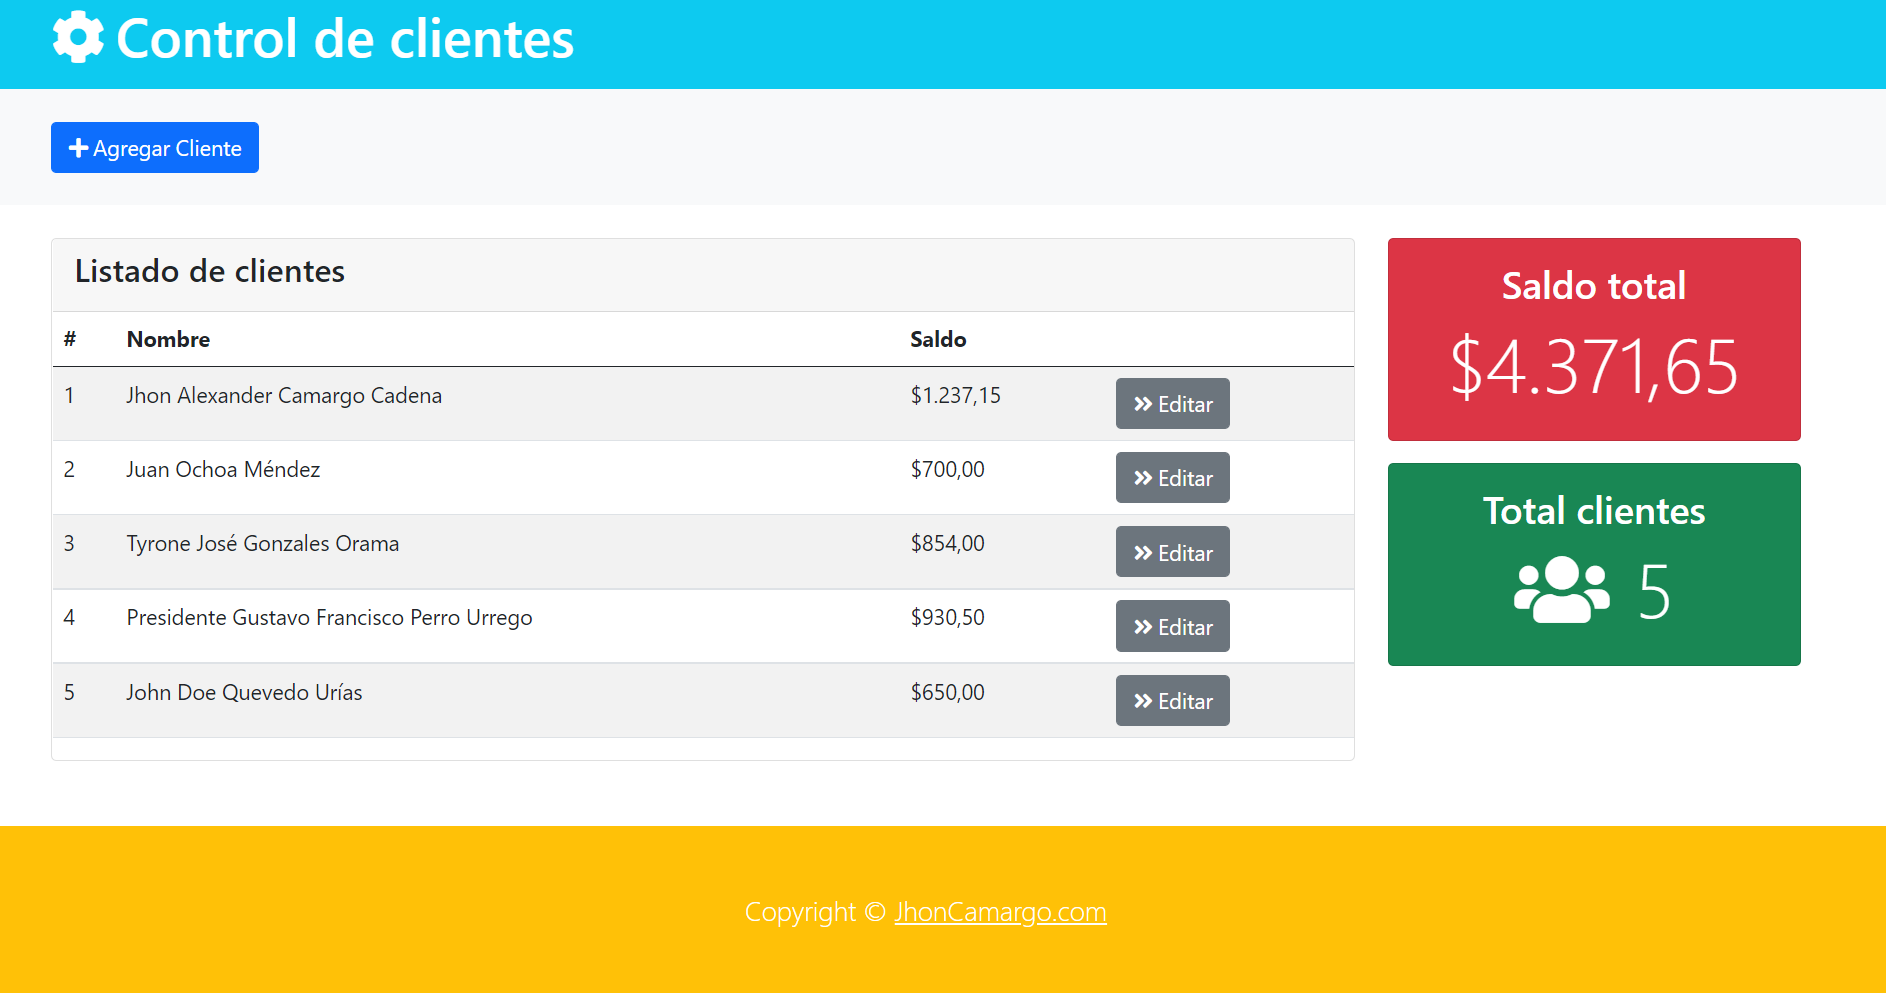 Control de clientes
Agregar Cliente
Listado de clientes
# Nombre Saldo
1 Jhon Alexander Camargo Cadena $1.237,15 Editar
2 Juan Ochoa Méndez $700,00 Editar
3 Tyrone José Gonzales Orama $854,00 Editar
4 Presidente Gustavo Francisco Perro Urrego $930,50 Editar
5 John Doe Quevedo Urías $650,00 Editar
Saldo total
$4.371,65
Total clientes
5
Copyright © JhonCamargo.com